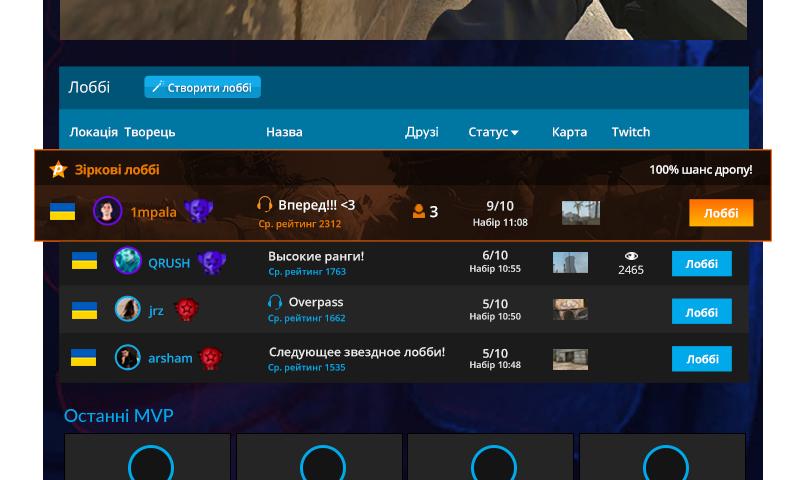 Лоббі
Створити лоббі
Локація Творець Назва Друзі Статус Карта Twitch
Зіркові лоббі 100% шанс дропу!
1mpala Вперед!!! <3 3 9/10 Лоббі
Ср. рейтинг 2312 Набір 11:08
QRUSH Высокие ранги! 6/10 Лоббі
Ср. рейтинг 1763 Набір 10:55 2465
jrz Overpass 5/10 Лоббі
Ср. рейтинг 1662 Набір 10:50
arsham Следующее звездное лобби! 5/10 Лоббі
Ср. рейтинг 1535 Набір 10:48
Останні MVP